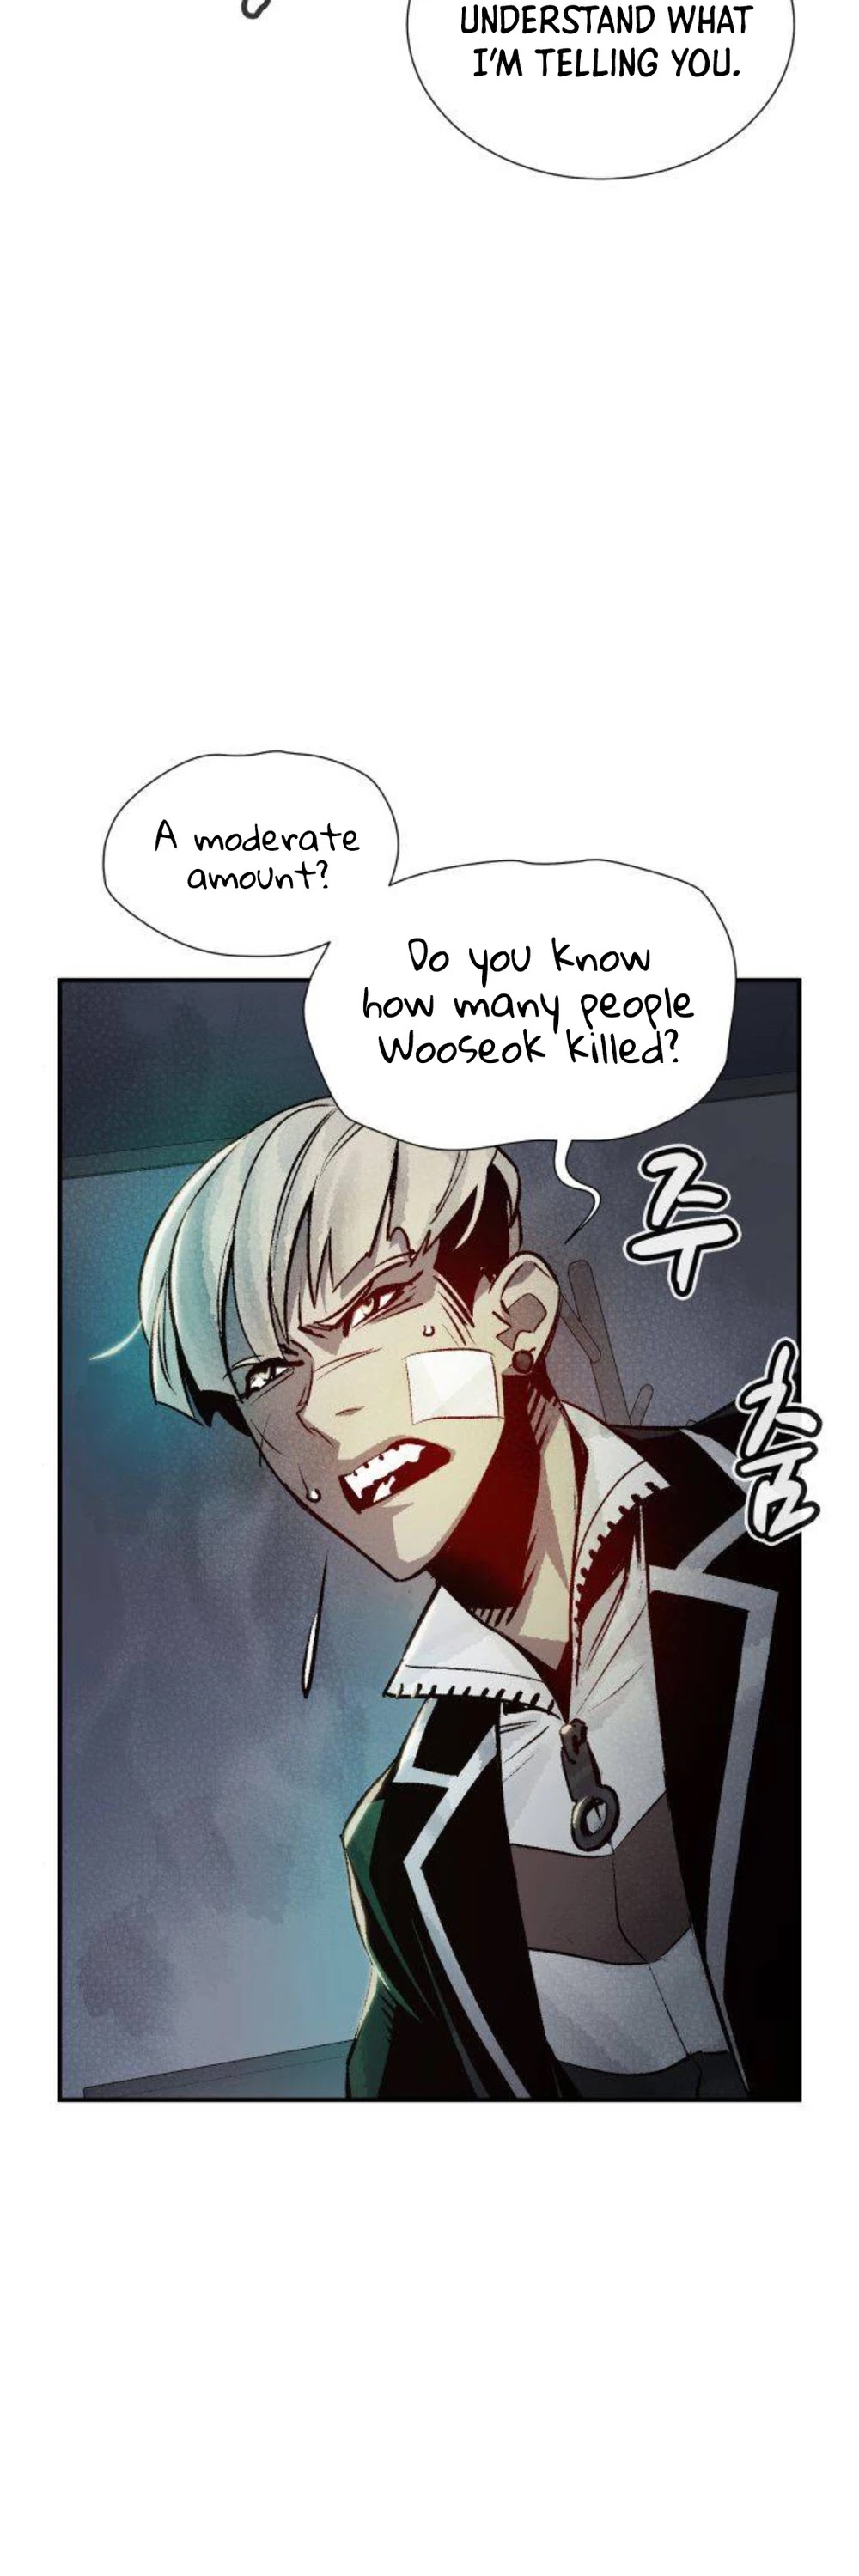 UNDERSTAND WHAT
I'M TELLING YOU.
A moderate
amount?
Do you know
how many people
Wooseok killed?
주
춤